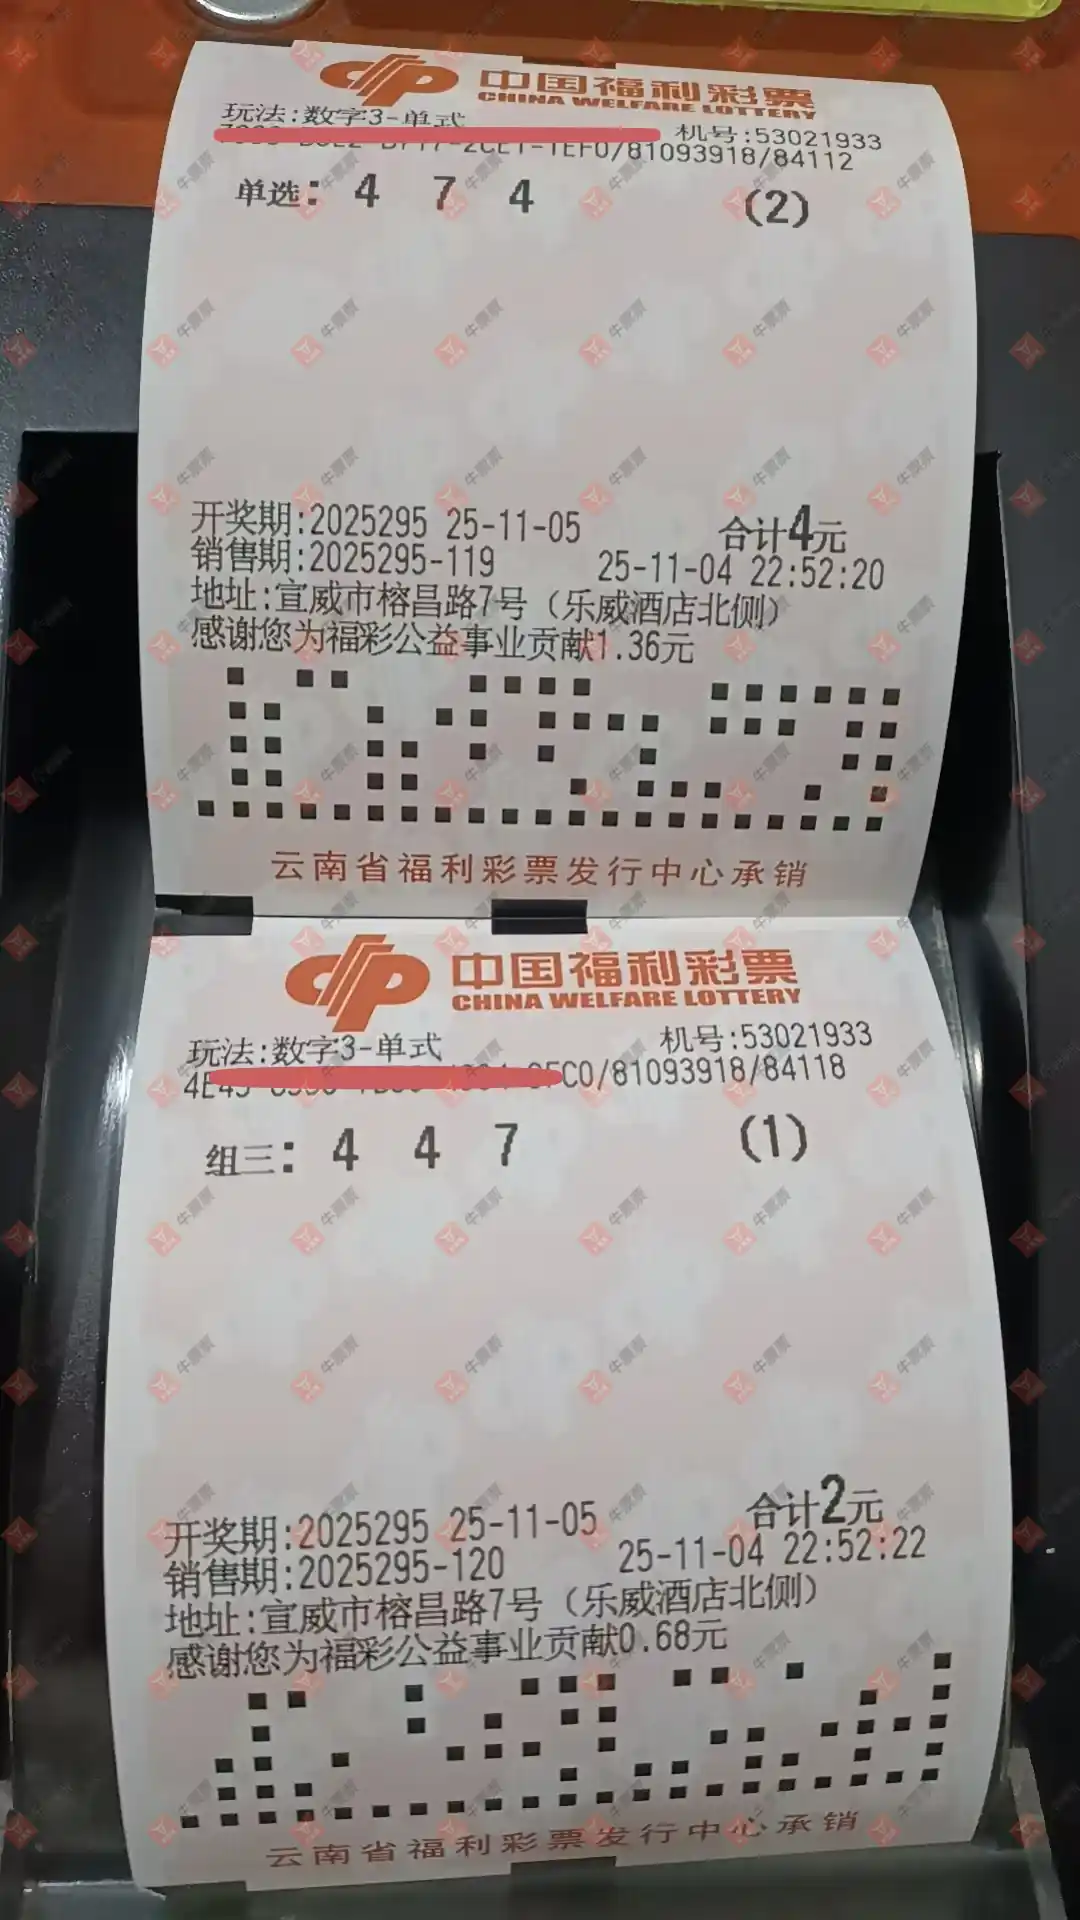 中国福利彩票
CHINA WELFARE LOTTERY
玩法:数字3-单式 机号:53021933
2CE1-1EF0/81093918/84112
单选: 4 7 4 (2)
开奖期:2025295 25-11-05 合计4元
销售期:2025295-119 25-11-04 22:52:20
地址:宣威市榕昌路7号(乐威酒店北侧)
感谢您为福彩公益事业贡献1.36元
云南省福利彩票发行中心承销
中国福利彩票
CHINA WELFARE LOTTERY
玩法:数字3-单式 机号:53021933
C0/81093918/84118
组三: 4 4 7 (1)
开奖期:2025295 25-11-05 合计2元
销售期:2025295-120 25-11-04 22:52:22
地址:宣威市榕昌路7号(乐威酒店北侧)
感谢您为福彩公益事业贡献0.68元
云南省福利彩票发行中心承销
牛票票